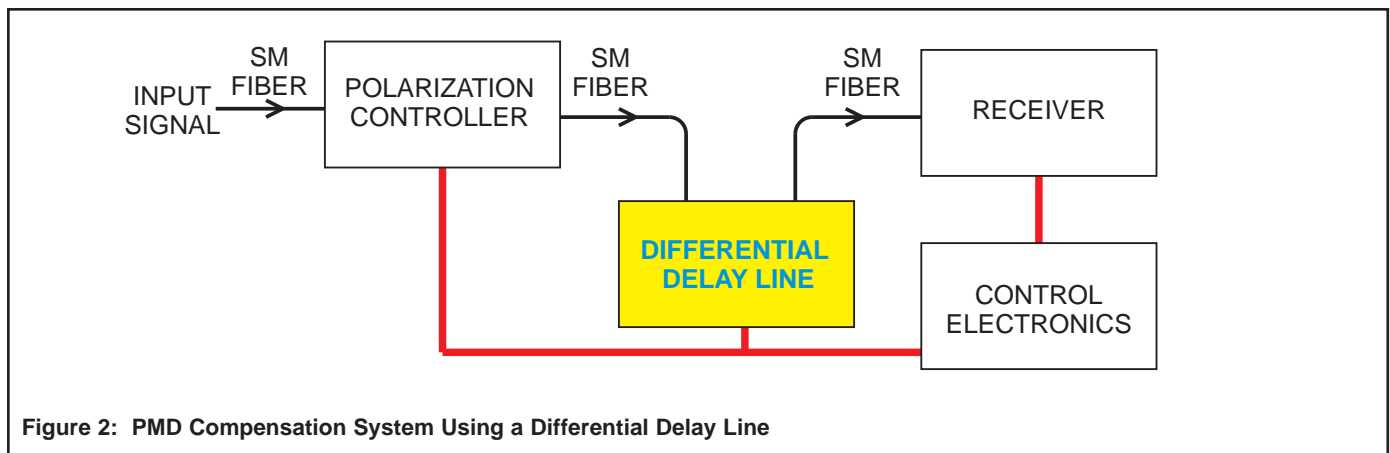 INPUT
SIGNAL
SM
FIBER
POLARIZATION
CONTROLLER
SM
FIBER
DIFFERENTIAL
DELAY LINE
SM
FIBER
RECEIVER
CONTROL
ELECTRONICS
Figure 2: PMD Compensation System Using a Differential Delay Line